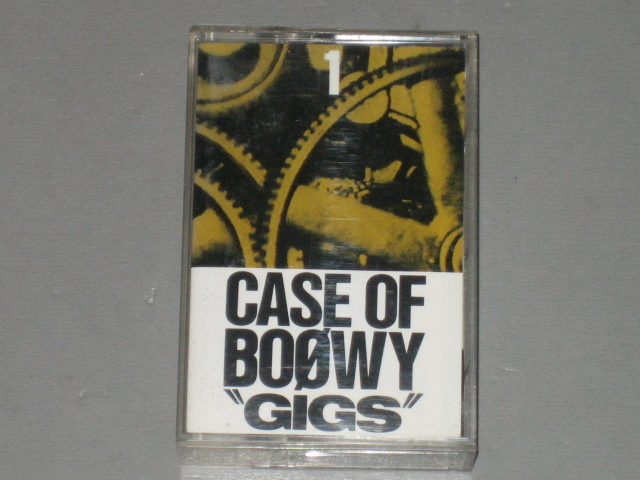 1
CASE OF
BOØWY
"GIGS"